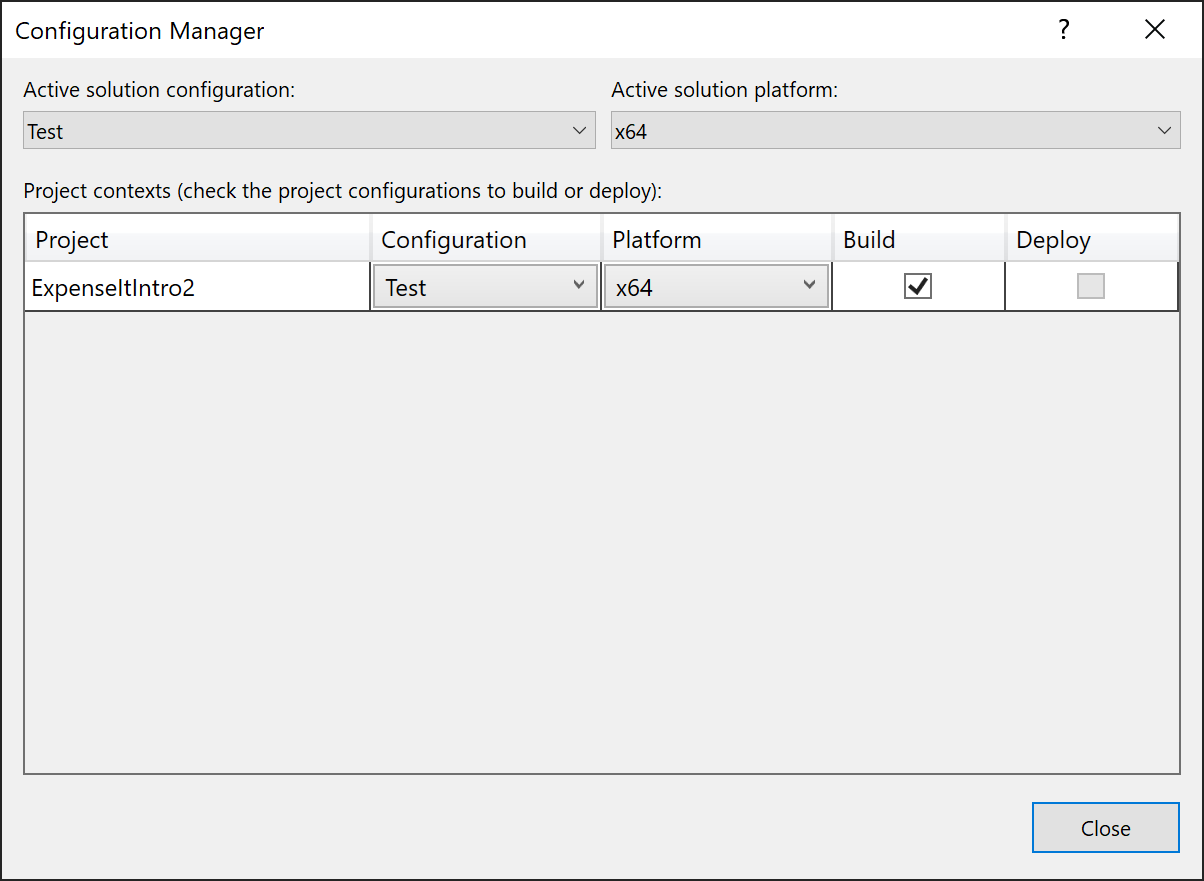 Configuration Manager ?
Active solution configuration: Active solution platform:
Test x64
Project contexts (check the project configurations to build or deploy):
Project Configuration Platform Build Deploy
ExpenseItIntro2 Test x64
Close